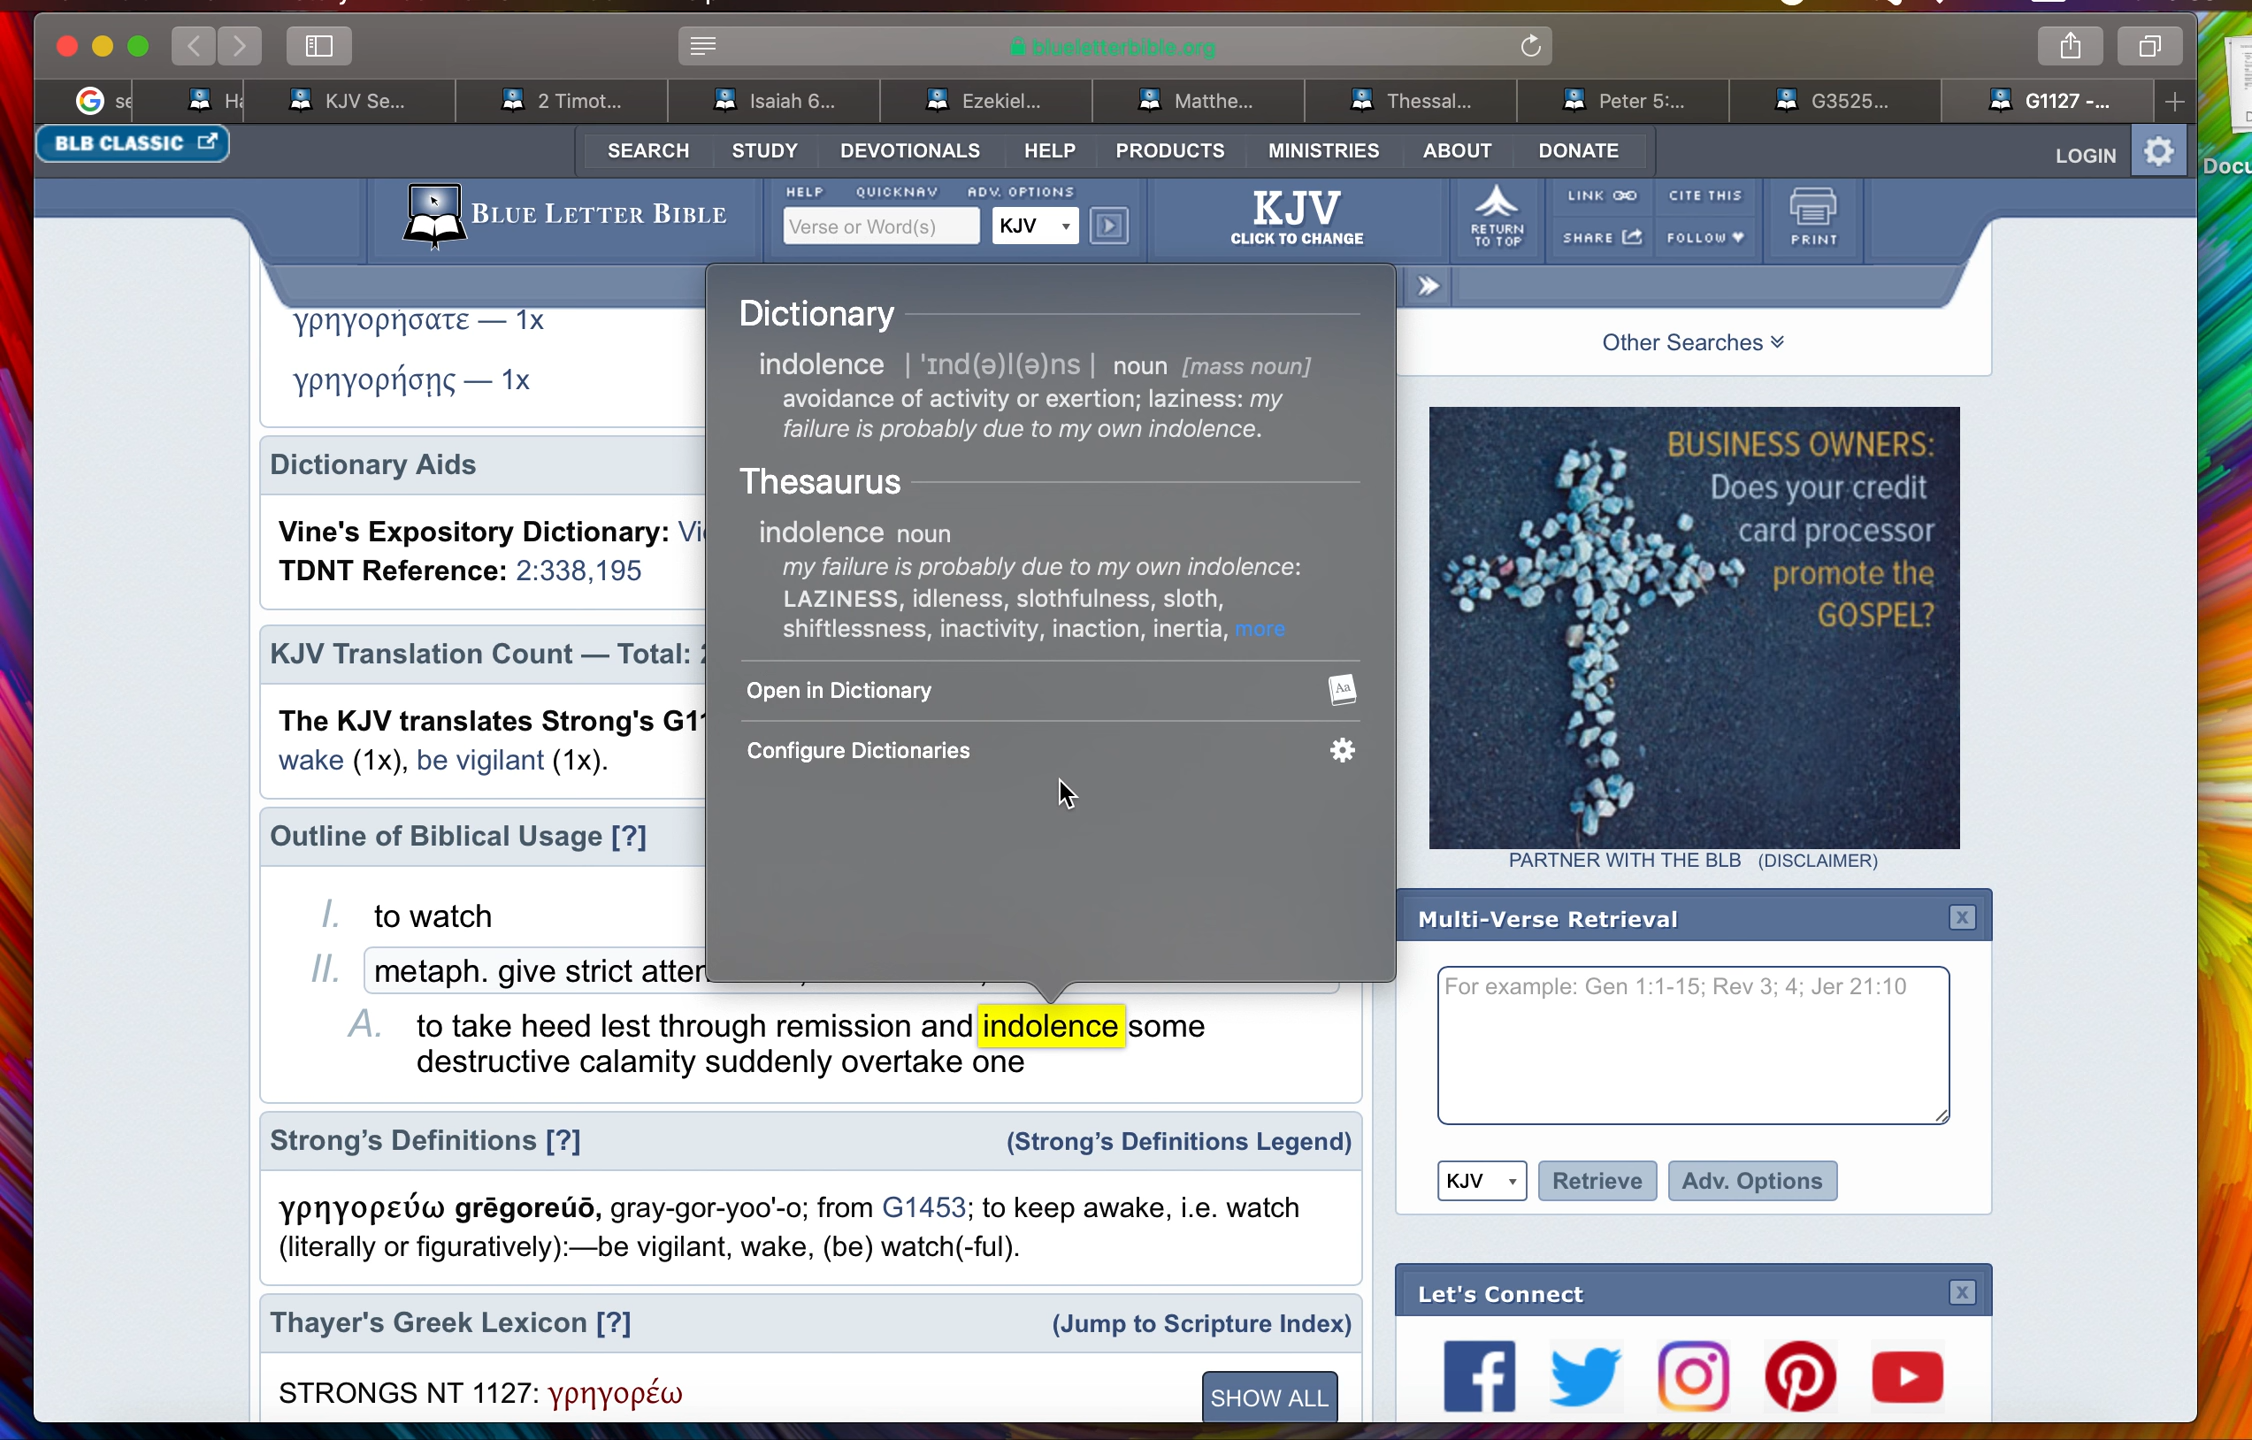 blueletterbible.org
KJV Se...
2 Timot...
Isaiah 6...
Ezekiel...
Matthe...
Thessal...
Peter 5:...
G3525...
G1127 -...
BLB CLASSIC
SEARCH STUDY DEVOTIONALS HELP PRODUCTS MINISTRIES ABOUT DONATE
LOGIN
BLUE LETTER BIBLE
HELP QUICKNAV ADV. OPTIONS
Verse or Word(s)
KJV
KJV
CLICK TO CHANGE
RETURN
TO TOP
LINK
CITE THIS
SHARE
FOLLOW
PRINT
γρηγορήσατε — 1x
γρηγορήσῃς — 1x
Dictionary Aids
Vine's Expository Dictionary:
TDNT Reference: 2:338,195
KJV Translation Count — Total:
The KJV translates Strong's
wake (1x), be vigilant (1x).
Outline of Biblical Usage [?]
I. to watch
II. metaph. give strict
A. to take heed lest through remission and indolence some
destructive calamity suddenly overtake one
Strong’s Definitions [?]
(Strong’s Definitions Legend)
γρηγορεύω grēgoreúō, gray-gor-yoo'-o; from G1453; to keep awake, i.e. watch
(literally or figuratively):—be vigilant, wake, (be) watch(-ful).
Thayer's Greek Lexicon [?]
(Jump to Scripture Index)
STRONGS NT 1127: γρηγορέω
SHOW ALL
Dictionary
indolence | ˈɪnd(ə)l(ə)ns | noun [mass noun]
avoidance of activity or exertion; laziness: my
failure is probably due to my own indolence.
Thesaurus
indolence noun
my failure is probably due to my own indolence:
LAZINESS, idleness, slothfulness, sloth,
shiftlessness, inactivity, inaction, inertia, more
Open in Dictionary
Aa
Configure Dictionaries
Other Searches
BUSINESS OWNERS:
Does your credit
card processor
promote the
GOSPEL?
PARTNER WITH THE BLB (DISCLAIMER)
Multi-Verse Retrieval
X
For example: Gen 1:1-15; Rev 3; 4; Jer 21:10
KJV
Retrieve
Adv. Options
Let's Connect
X